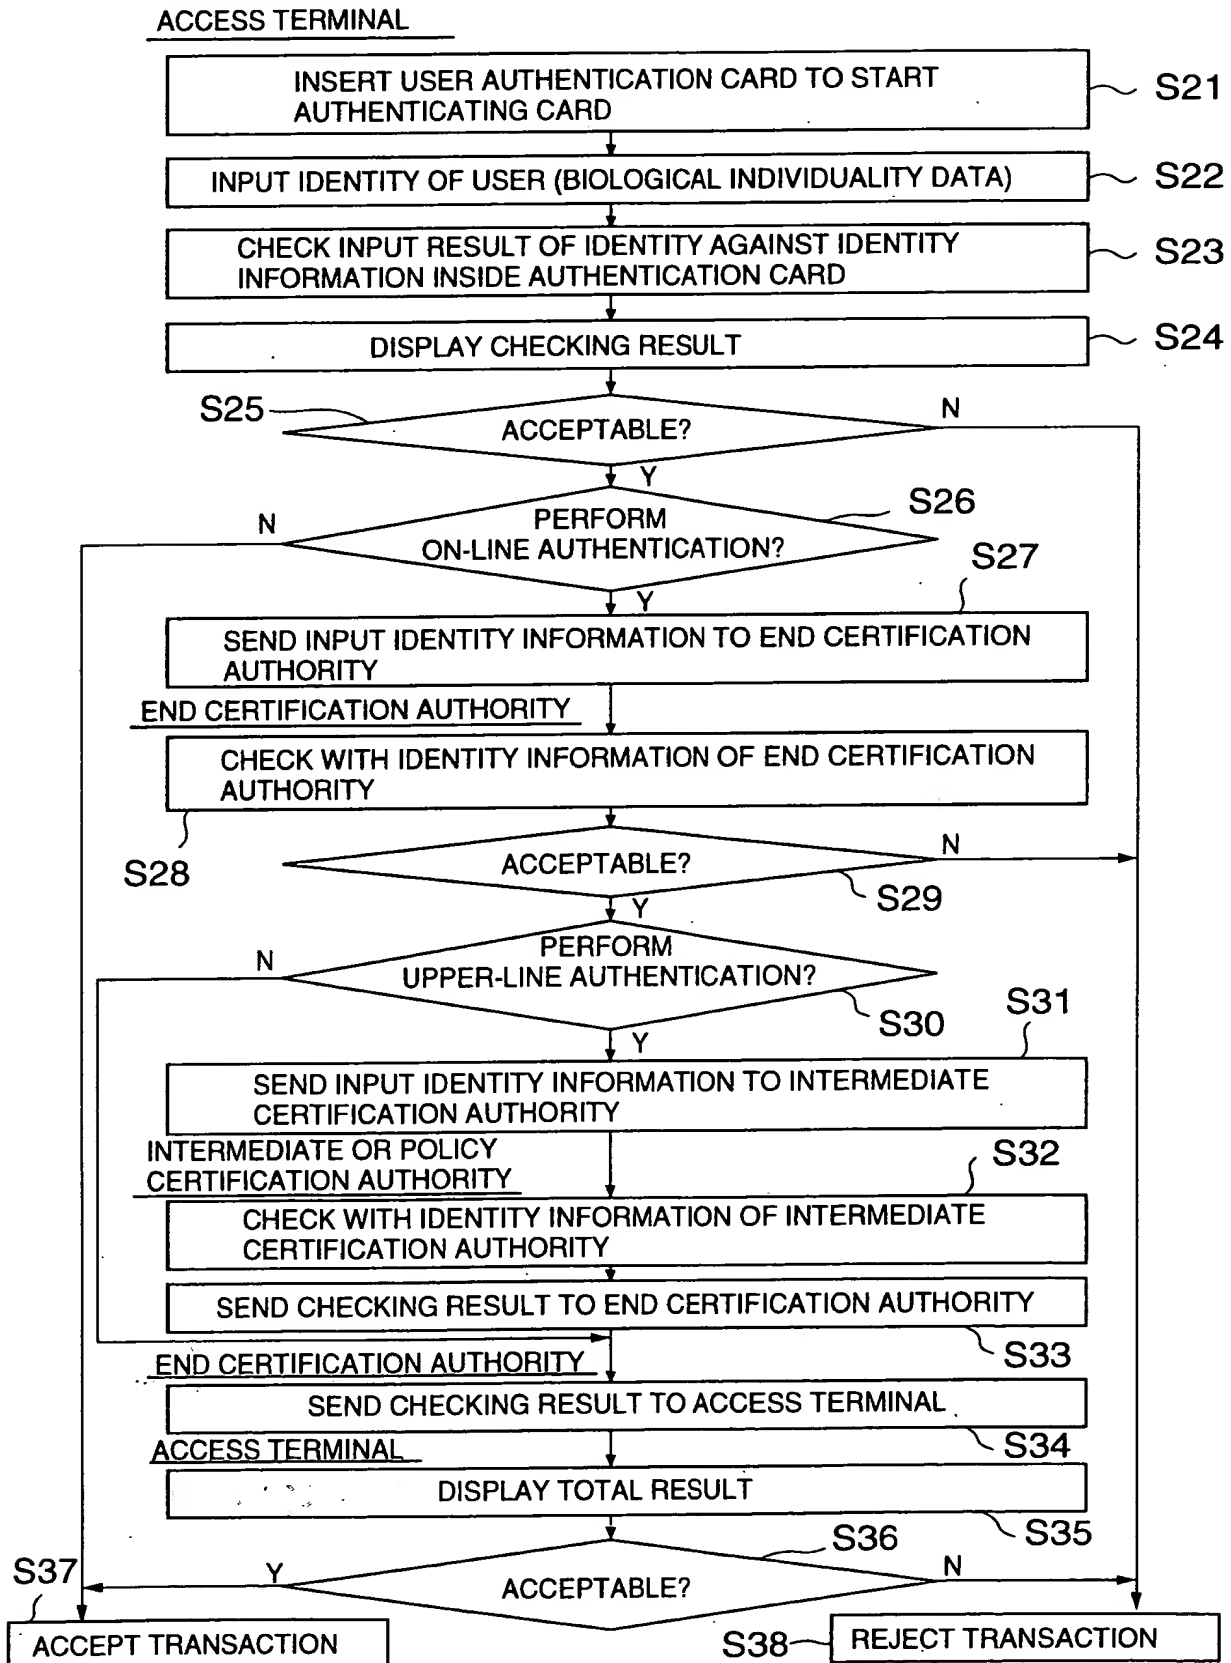 ACCESS TERMINAL
INSERT USER AUTHENTICATION CARD TO START
AUTHENTICATING CARD
S21
INPUT IDENTITY OF USER (BIOLOGICAL INDIVIDUALITY DATA)
S22
CHECK INPUT RESULT OF IDENTITY AGAINST IDENTITY
INFORMATION INSIDE AUTHENTICATION CARD
S23
DISPLAY CHECKING RESULT
S24
S25
ACCEPTABLE?
N
Y
S26
N
PERFORM
ON-LINE AUTHENTICATION?
S27
Y
SEND INPUT IDENTITY INFORMATION TO END CERTIFICATION
AUTHORITY
END CERTIFICATION AUTHORITY
CHECK WITH IDENTITY INFORMATION OF END CERTIFICATION
AUTHORITY
S28
ACCEPTABLE?
N
S29
Y
N
PERFORM
UPPER-LINE AUTHENTICATION?
S30
S31
Y
SEND INPUT IDENTITY INFORMATION TO INTERMEDIATE
CERTIFICATION AUTHORITY
INTERMEDIATE OR POLICY
CERTIFICATION AUTHORITY
S32
CHECK WITH IDENTITY INFORMATION OF INTERMEDIATE
CERTIFICATION AUTHORITY
SEND CHECKING RESULT TO END CERTIFICATION AUTHORITY
S33
END CERTIFICATION AUTHORITY
SEND CHECKING RESULT TO ACCESS TERMINAL
S34
ACCESS TERMINAL
DISPLAY TOTAL RESULT
S35
S36
S37
Y
ACCEPTABLE?
N
ACCEPT TRANSACTION
S38
REJECT TRANSACTION